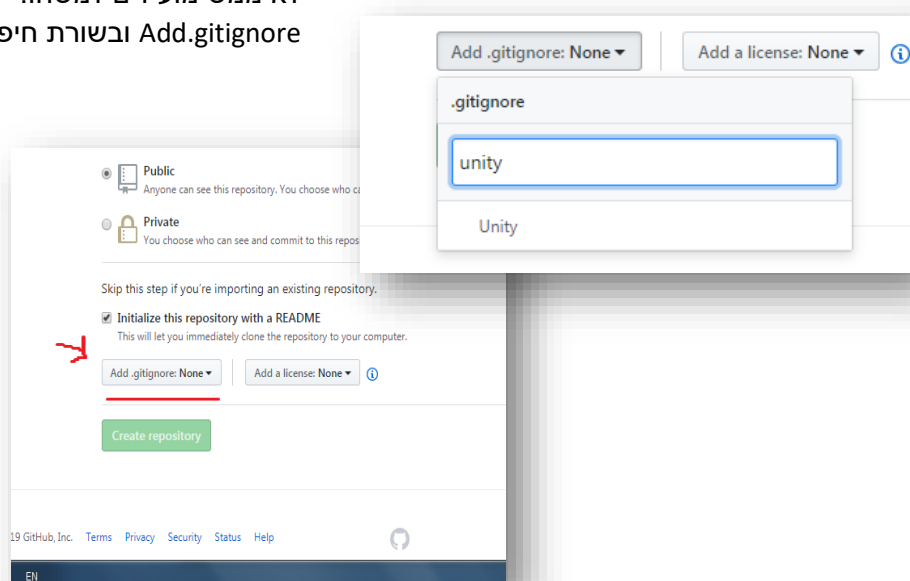 לא ממש
Add.gitignore ובשורת חיפ
Add .gitignore: None
Add a license: None
.gitignore
unity
Unity
Public
Anyone can see this repository. You choose who ca
Private
You choose who can see and commit to this repos
Skip this step if you're importing an existing repository.
Initialize this repository with a README
This will let you immediately clone the repository to your computer.
Add .gitignore: None
Add a license: None
Create repository
19 GitHub, Inc. Terms Privacy Security Status Help
EN